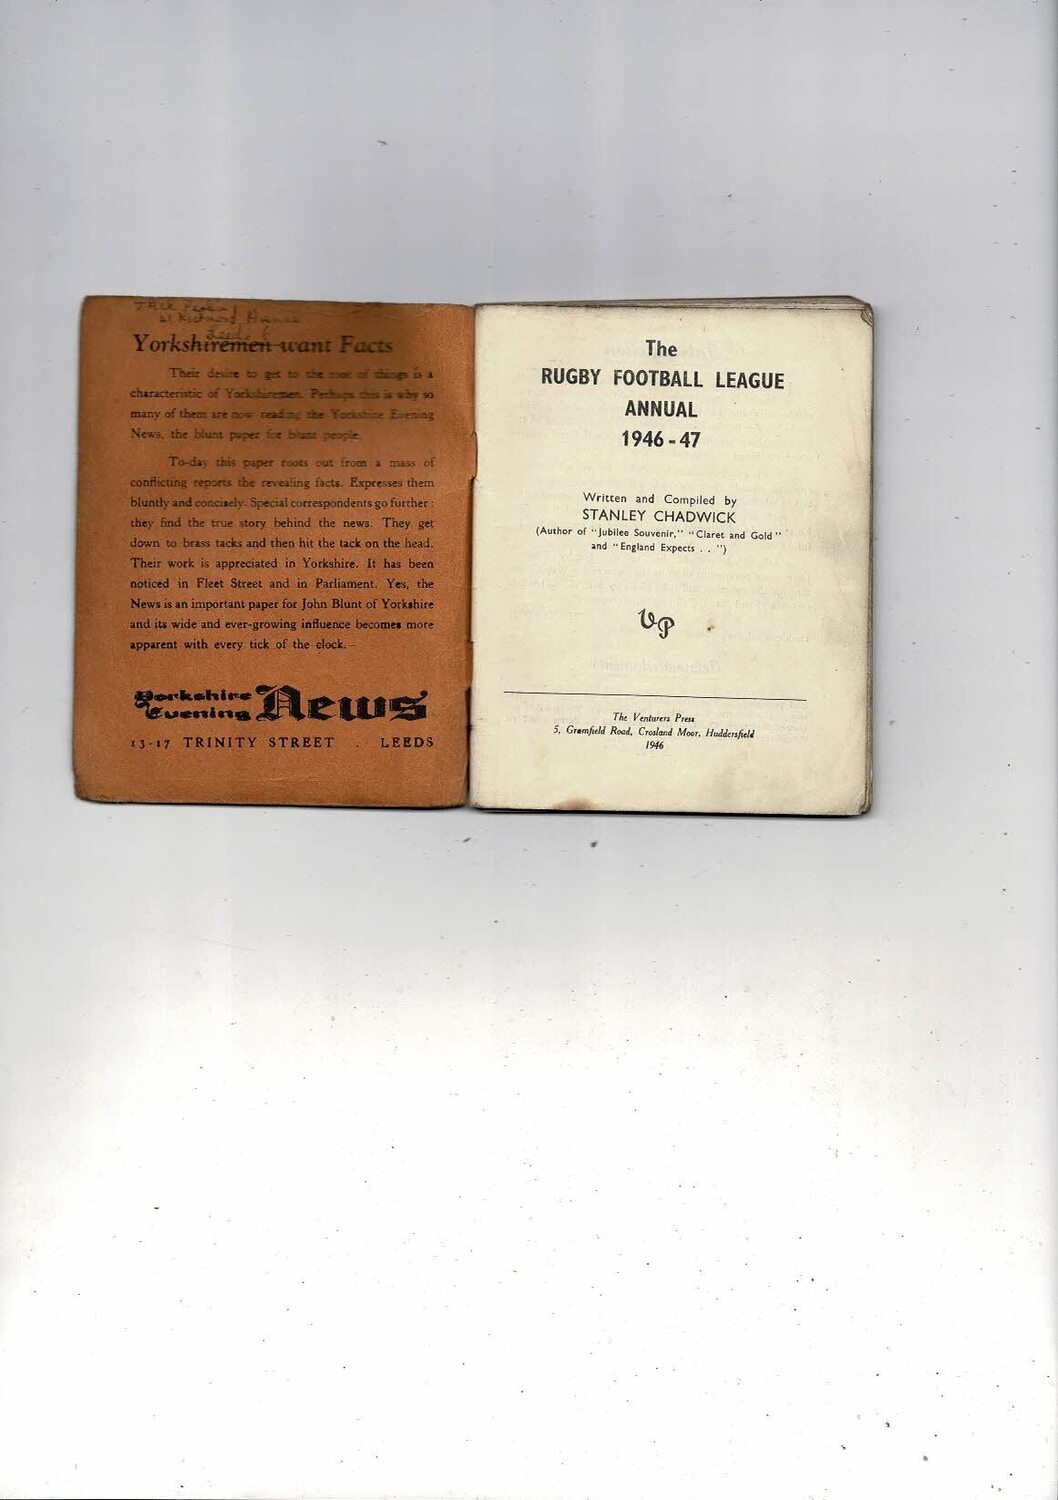 Yorkshiremen want Facts
Their desire to get to the root of things is a
characteristic of Yorkshiremen. Perhaps this is why so
many of them are now reading the Yorkshire Evening
News, the blunt paper for blunt people.
To-day this paper roots out from a mass of
conflicting reports the revealing facts. Expresses them
bluntly and concisely. Special correspondents go further :
they find the true story behind the news. They get
down to brass tacks and then hit the tack on the head.
Their work is appreciated in Yorkshire. It has been
noticed in Fleet Street and in Parliament. Yes, the
News is an important paper for John Blunt of Yorkshire
and its wide and ever-growing influence becomes more
apparent with every tick of the clock.
Yorkshire Evening News
13-17 TRINITY STREET . LEEDS
The
RUGBY FOOTBALL LEAGUE
ANNUAL
1946-47
Written and Compiled by
STANLEY CHADWICK
(Author of "Jubilee Souvenir," "Claret and Gold"
and "England Expects . . ")
VP
The Venturers Press
5, Gramfield Road, Crosland Moor, Huddersfield
1946